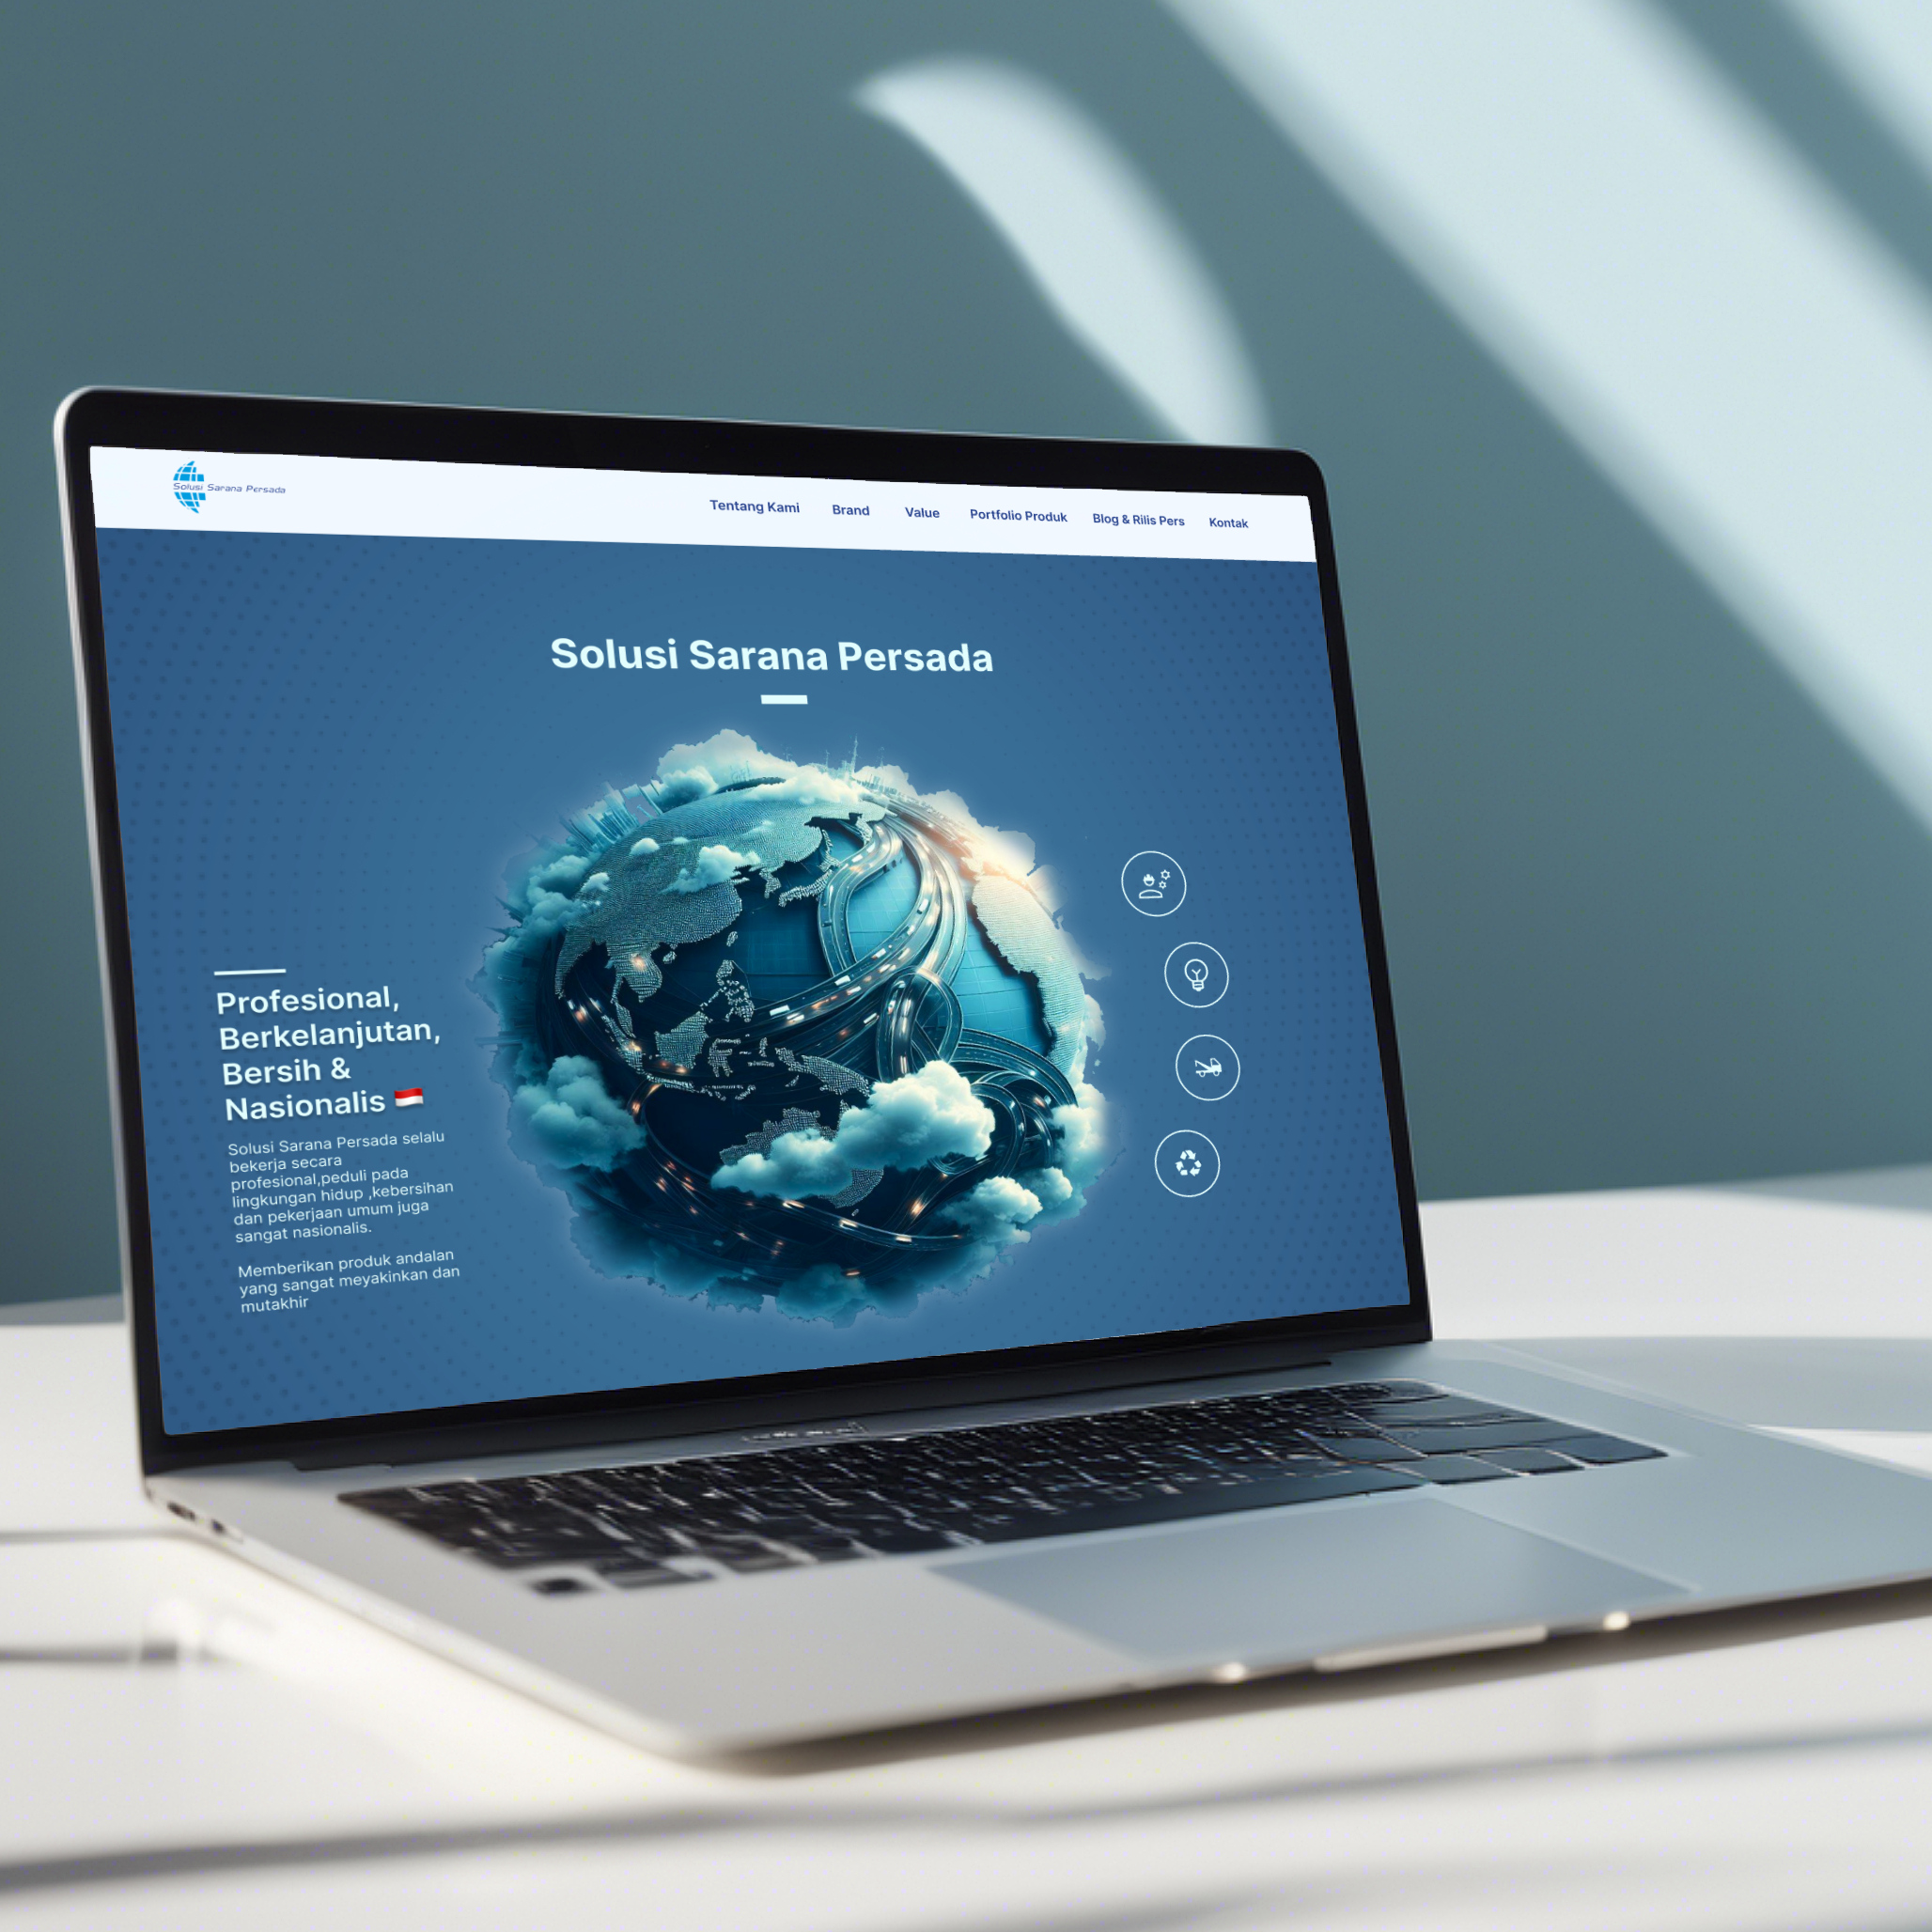 Solusi Sarana Persada
Tentang Kami Brand Value Portfolio Produk Blog & Rilis Pers Kontak
Solusi Sarana Persada
Profesional,
Berkelanjutan,
Bersih &
Nasionalis 🇮🇩
Solusi Sarana Persada selalu
bekerja secara
profesional,peduli pada
lingkungan hidup ,kebersihan
dan pekerjaan umum juga
sangat nasionalis.
Memberikan produk andalan
yang sangat meyakinkan dan
mutakhir